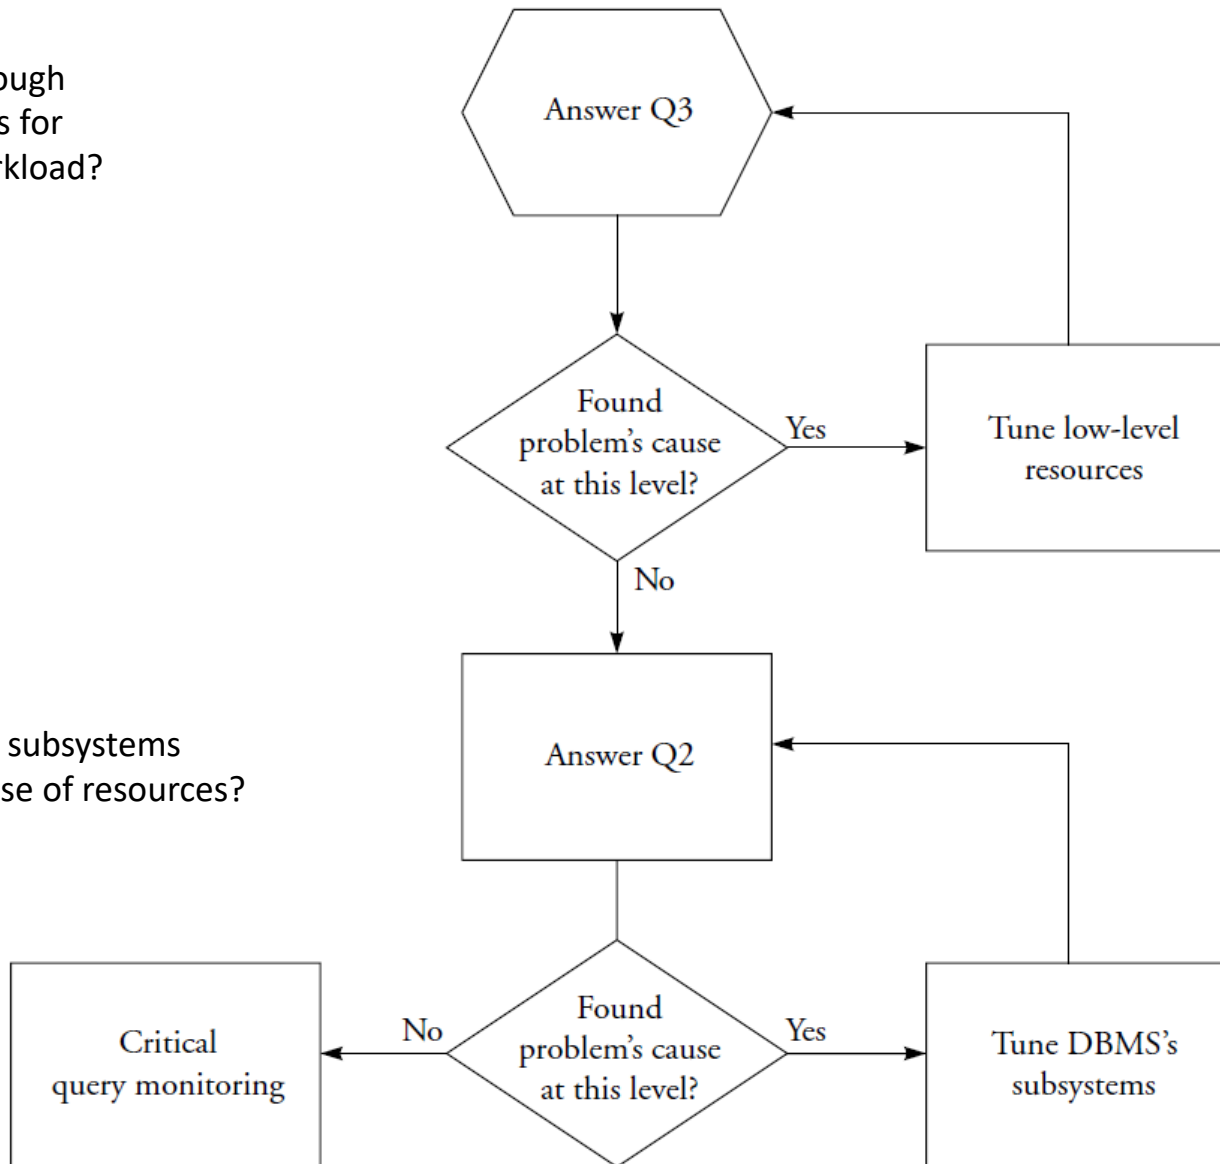 ough
s for
rkload?
Answer Q3
Found
problem’s cause
at this level?
Yes
Tune low-level
resources
No
subsystems
se of resources?
Answer Q2
Critical
query monitoring
No
Found
problem’s cause
at this level?
Yes
Tune DBMS’s
subsystems